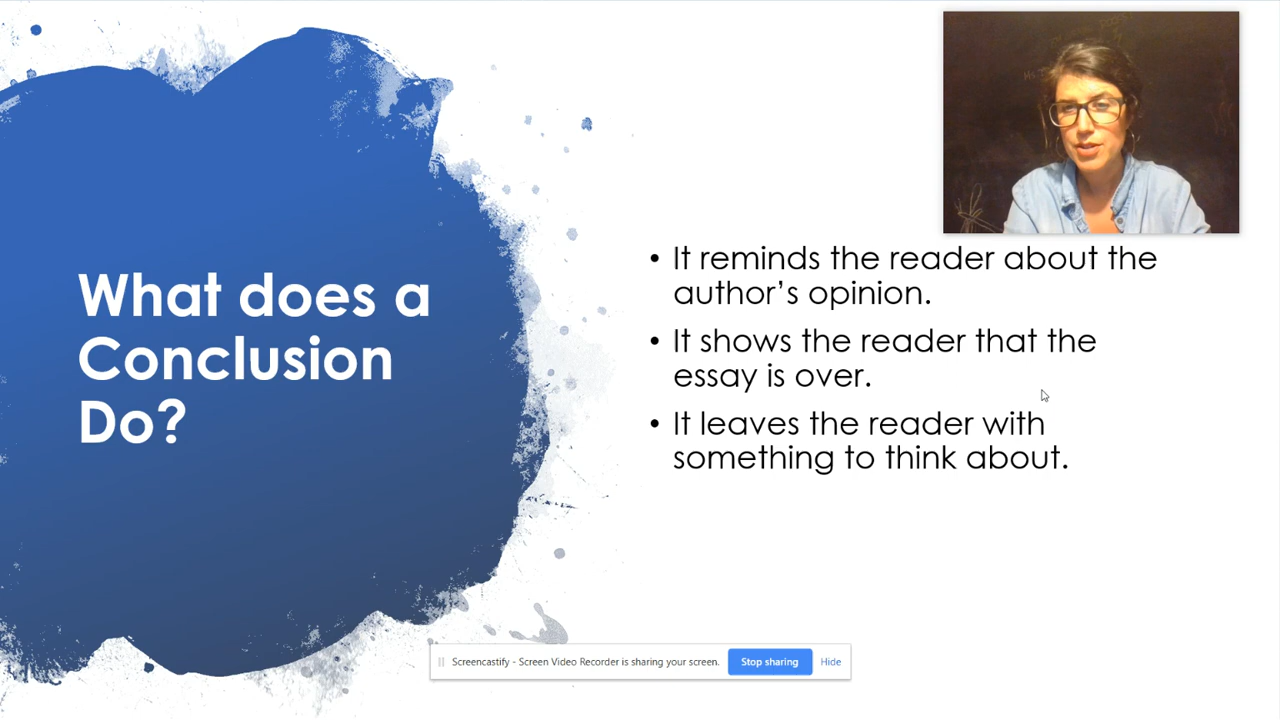 What does a
Conclusion
Do?
• It reminds the reader about the
author’s opinion.
• It shows the reader that the
essay is over.
• It leaves the reader with
something to think about.
Screencastify - Screen Video Recorder is sharing your screen. Stop sharing Hide